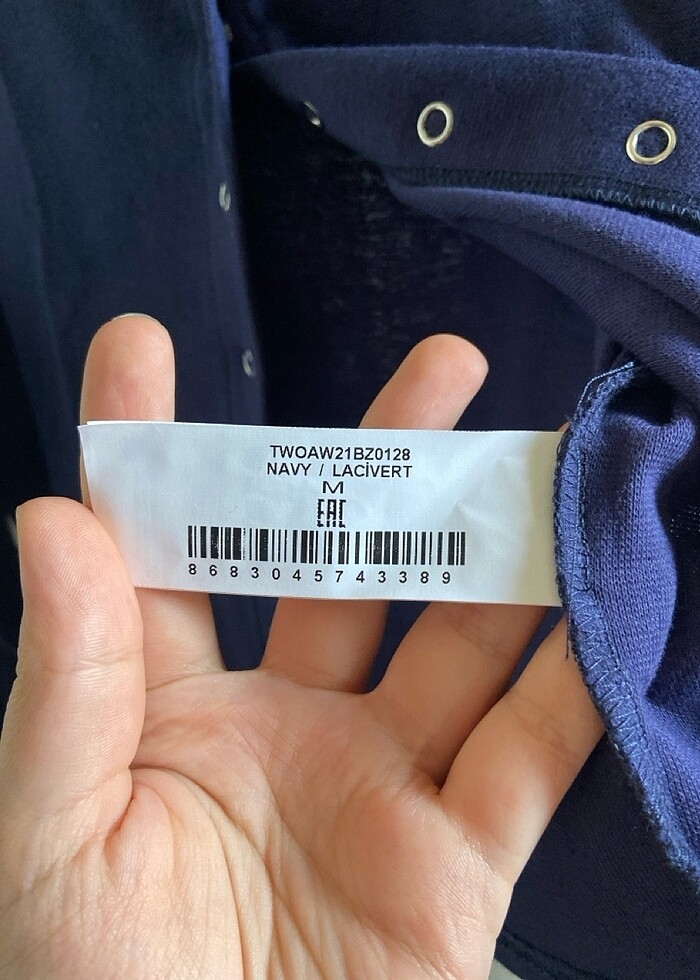 TWOAW21BZ0128
NAVY / LACİVERT
M
EAC
8683045743389